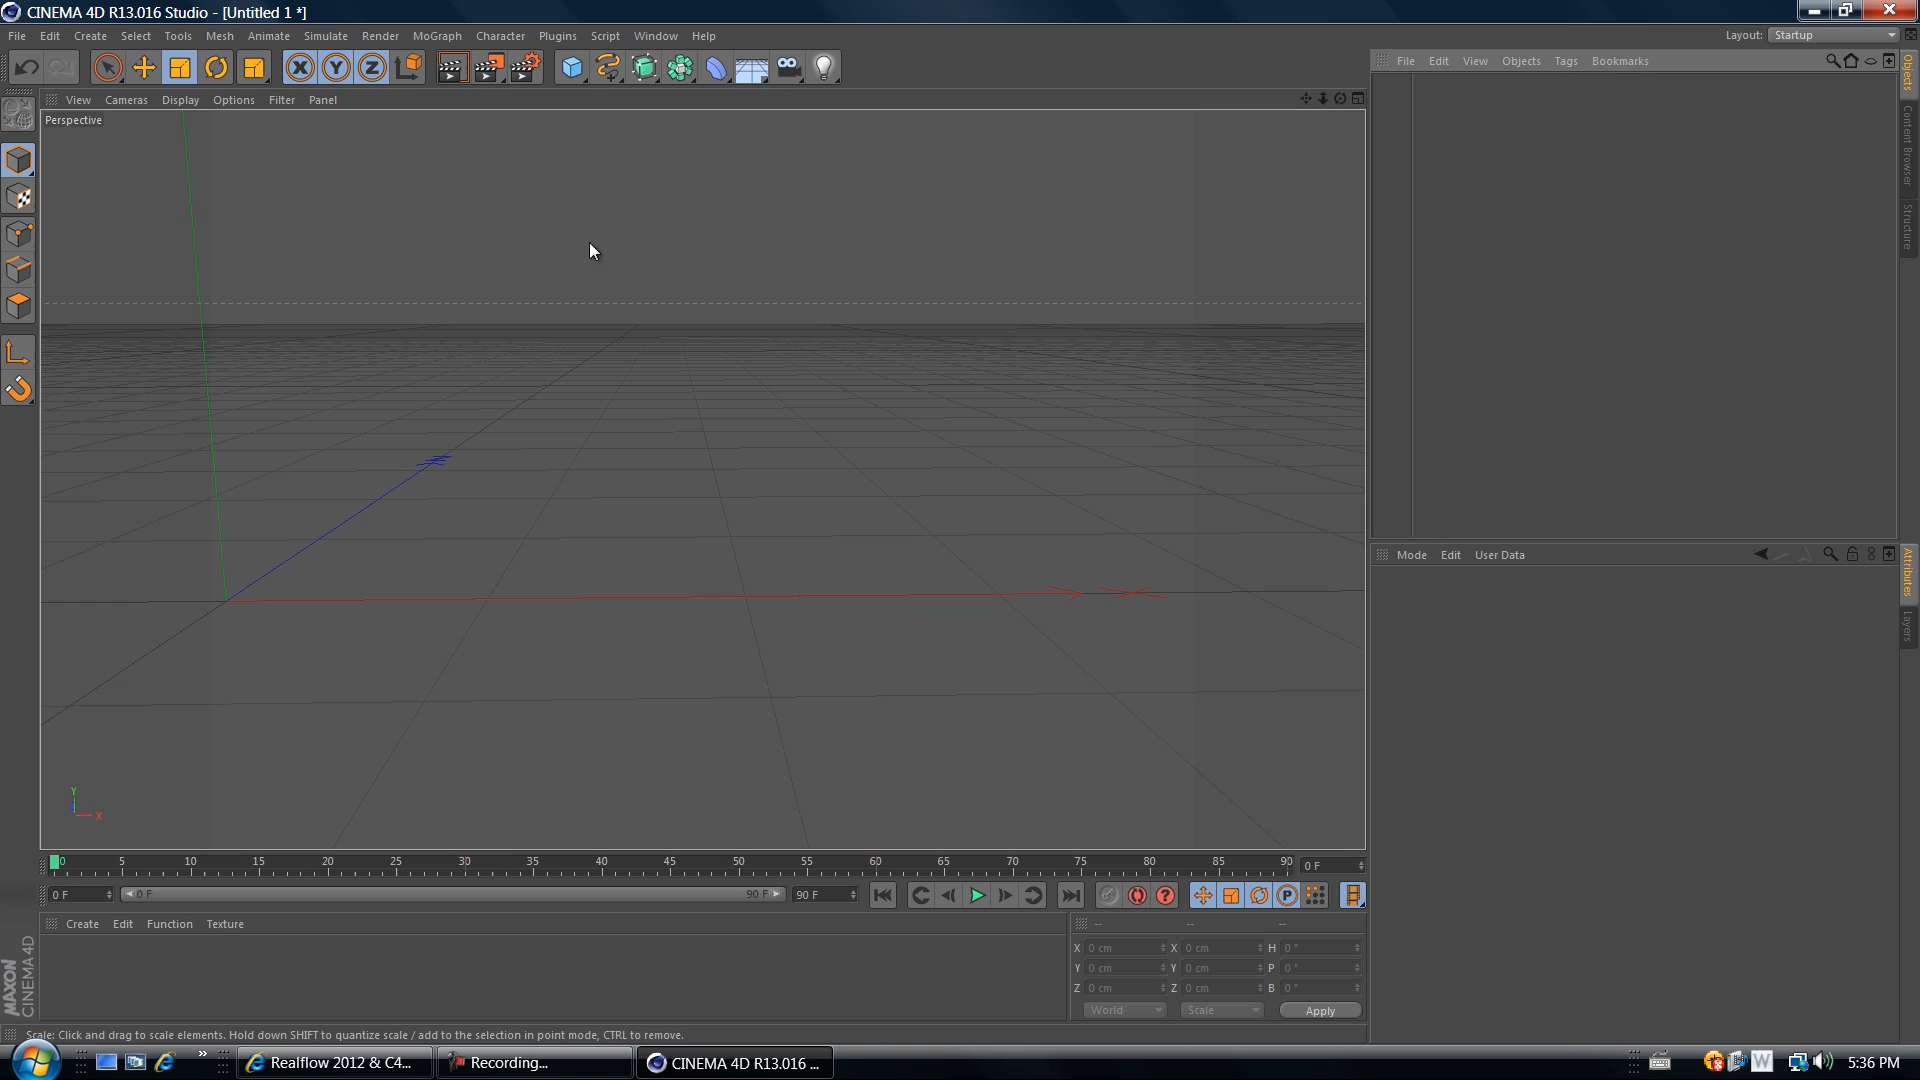 CINEMA 4D R13.016 Studio - [Untitled 1 *]
File Edit Create Select Tools Mesh Animate Simulate Render MoGraph Character Plugins Script Window Help
Layout: Startup
File Edit View Objects Tags Bookmarks
View Cameras Display Options Filter Panel
Perspective
Objects
Content Browser
Structure
Mode Edit User Data
Attributes
Layers
Y
X
0 5 10 15 20 25 30 35 40 45 50 55 60 65 70 75 80 85 90
0 F
0 F
0 F 90 F
90 F
Create Edit Function Texture
-- -- --
X 0 cm X 0 cm H 0 °
Y 0 cm Y 0 cm P 0 °
Z 0 cm Z 0 cm B 0 °
World Scale Apply
MAXON
CINEMA 4D
Scale: Click and drag to scale elements. Hold down SHIFT to quantize scale / add to the selection in point mode, CTRL to remove.
Realflow 2012 & C4... Recording... CINEMA 4D R13.016 ... 5:36 PM